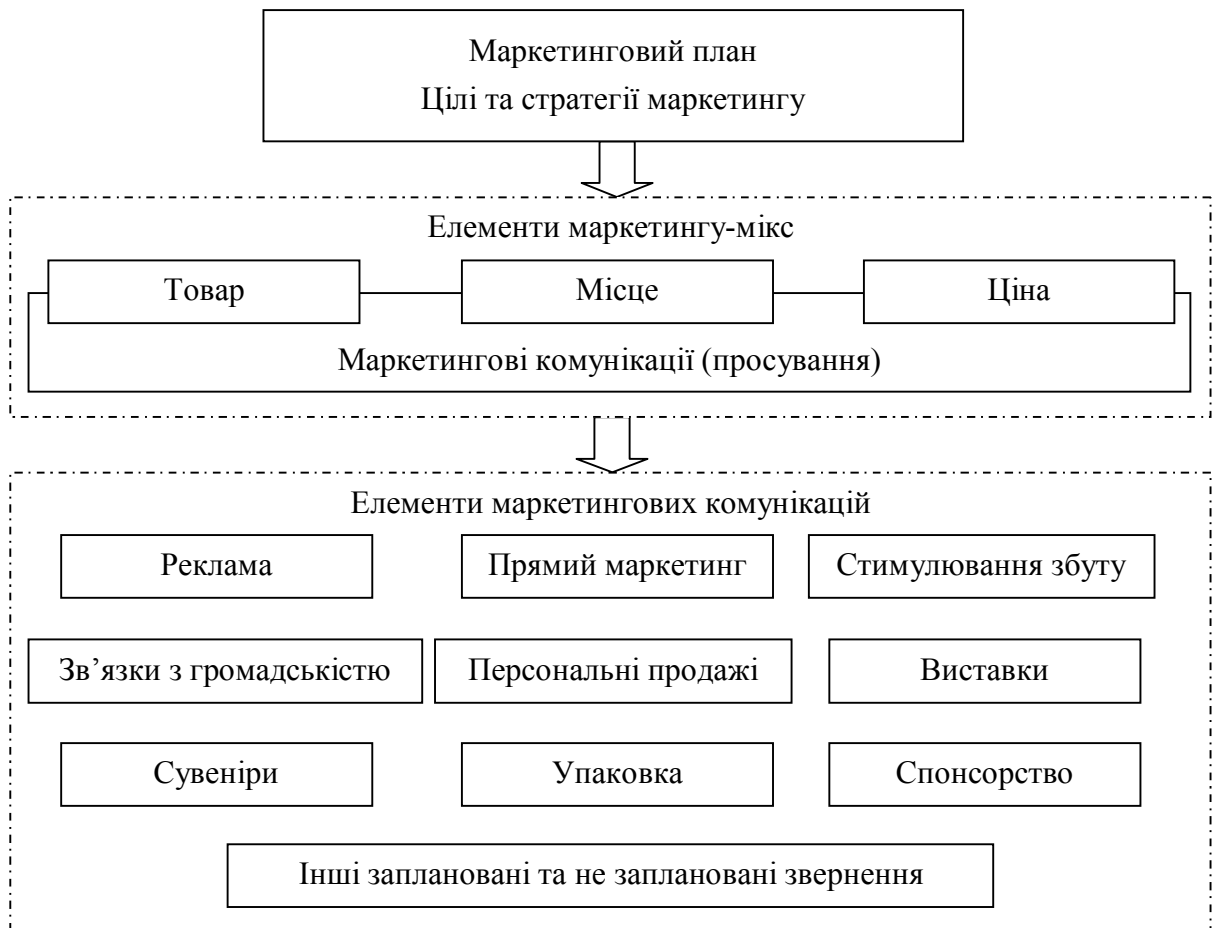 Маркетинговий план
Цілі та стратегії маркетингу
Елементи маркетингу-мікс
Товар
Місце
Ціна
Маркетингові комунікації (просування)
Елементи маркетингових комунікацій
Реклама
Прямий маркетинг
Стимулювання збуту
Зв’язки з громадськістю
Персональні продажі
Виставки
Сувеніри
Упаковка
Спонсорство
Інші заплановані та не заплановані звернення